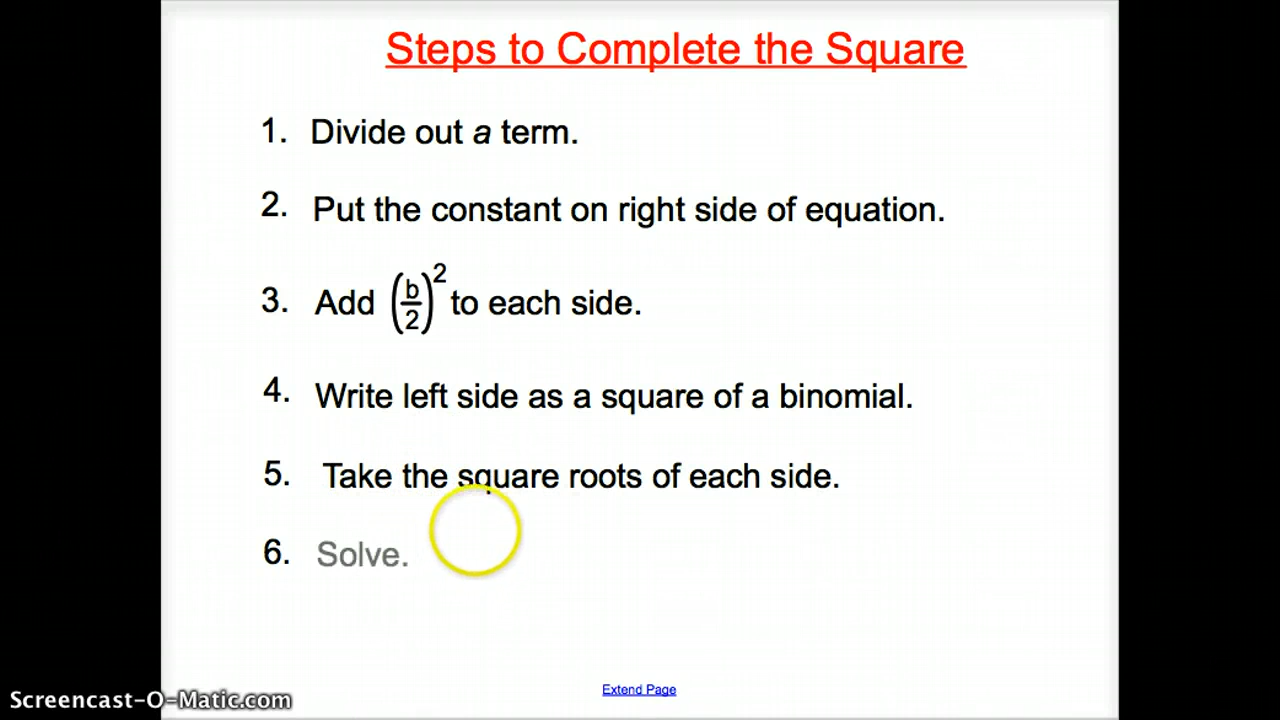 Steps to Complete the Square
1. Divide out a term.
2. Put the constant on right side of equation.
3. Add (b/2)² to each side.
4. Write left side as a square of a binomial.
5. Take the square roots of each side.
6. Solve.
Extend Page
Screencast-O-Matic.com